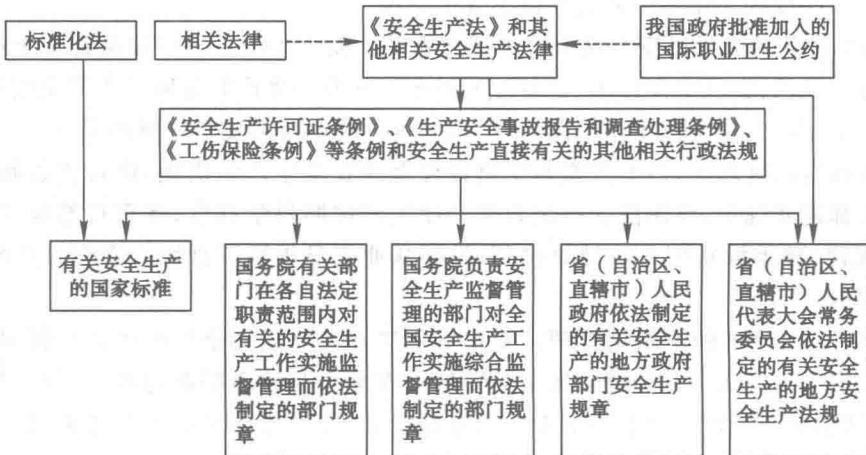 标准化法
相关法律
《安全生产法》和其
他相关安全生产法律
我国政府批准加入的
国际职业卫生公约
《安全生产许可证条例》、《生产安全事故报告和调查处理条例》、
《工伤保险条例》等条例和安全生产直接有关的其他相关行政法规
有关安全生产
的国家标准
国务院有关部
门在各自法定
职责范围内对
有关的安全生
产工作实施监
督管理而依法
制定的部门规
章
国务院负责安
全生产监督管
理的部门对全
国安全生产工
作实施综合监
督管理而依法
制定的部门规
章
省（自治区、
直辖市）人民
政府依法制定
的有关安全生
产的地方政府
部门安全生产
规章
省（自治区、
直辖市）人民
代表大会常务
委员会依法制
定的有关安全
生产的地方安
全生产法规